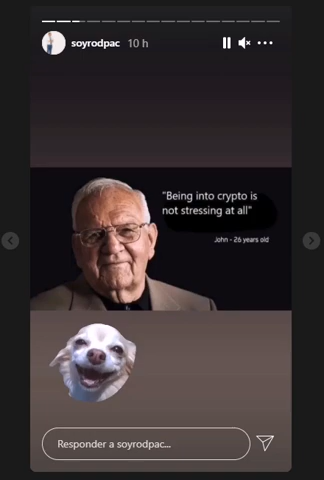 soyrodpac 10 h
"Being into crypto is
not stressing at all"
John - 26 years old
Responder a soyrodpac...